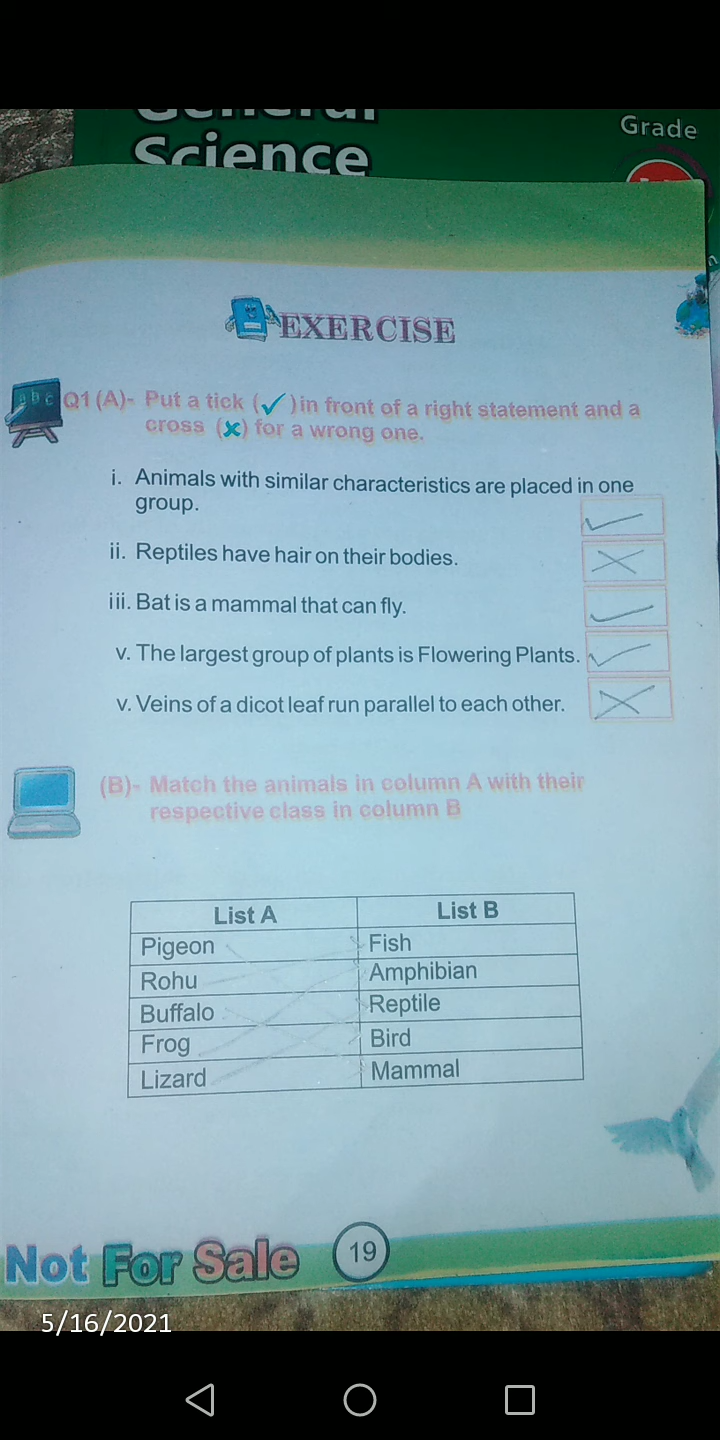 General
Science
Grade
EXERCISE
a b c
Q1 (A)- Put a tick (✓) in front of a right statement and a
cross (x) for a wrong one.
i. Animals with similar characteristics are placed in one
group.
✓
ii. Reptiles have hair on their bodies. ✗
iii. Bat is a mammal that can fly. ✓
v. The largest group of plants is Flowering Plants. ✓
v. Veins of a dicot leaf run parallel to each other. ✗
(B)- Match the animals in column A with their
respective class in column B
List A List B
Pigeon Fish
Rohu Amphibian
Buffalo Reptile
Frog Bird
Lizard Mammal
Not For Sale 19
5/16/2021